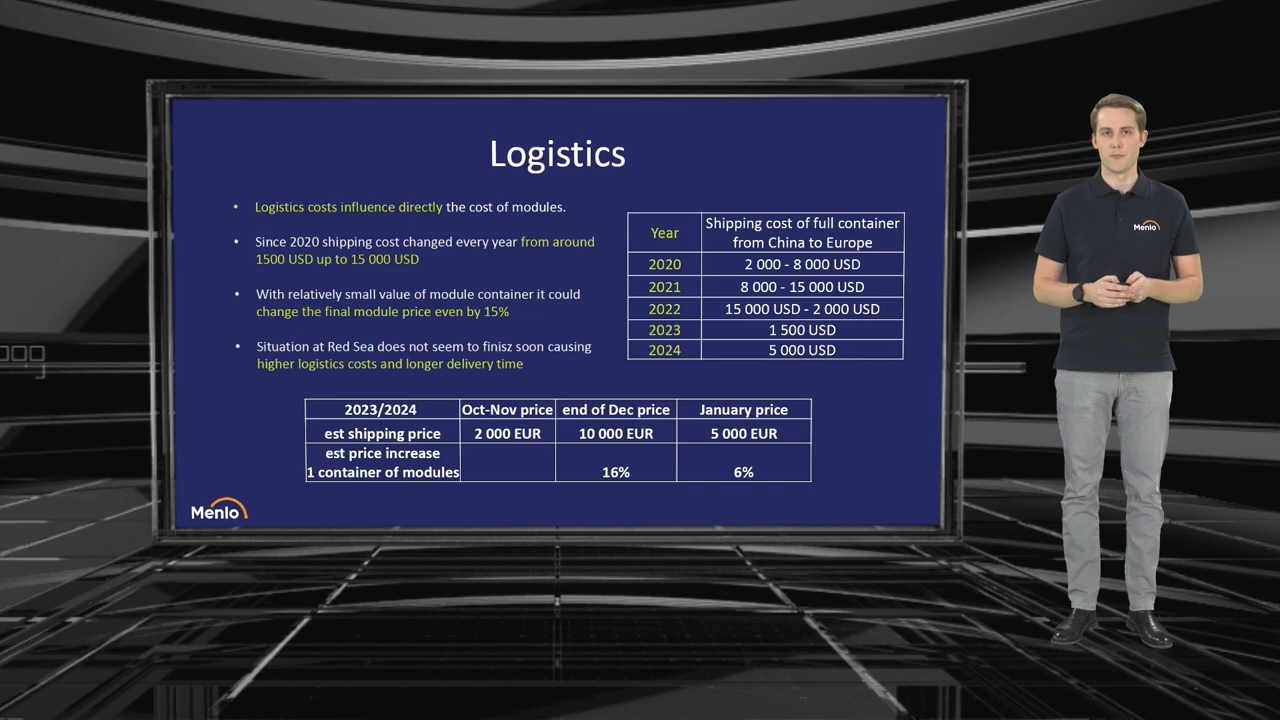 Logistics
• Logistics costs influence directly the cost of modules.
• Since 2020 shipping cost changed every year from around
1500 USD up to 15 000 USD
• With relatively small value of module container it could
change the final module price even by 15%
• Situation at Red Sea does not seem to finisz soon causing
higher logistics costs and longer delivery time
Year Shipping cost of full container
from China to Europe
2020 2 000 - 8 000 USD
2021 8 000 - 15 000 USD
2022 15 000 USD - 2 000 USD
2023 1 500 USD
2024 5 000 USD
2023/2024 Oct-Nov price end of Dec price January price
est shipping price 2 000 EUR 10 000 EUR 5 000 EUR
est price increase
1 container of modules 16% 6%
Menlo
Menlo